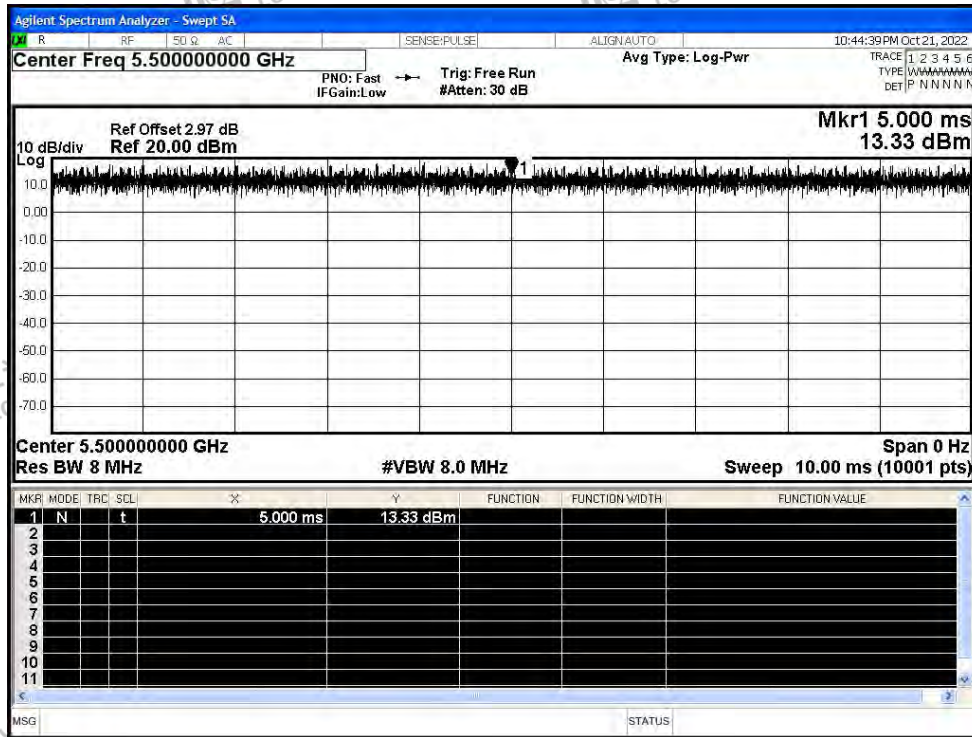 Agilent Spectrum Analyzer - Swept SA
LXI R RF 50 Ω AC SENSE:PULSE ALIGN AUTO 10:44:39 PM Oct 21, 2022
Center Freq 5.500000000 GHz Avg Type: Log-Pwr TRACE 1 2 3 4 5 6
PNO: Fast Trig: Free Run TYPE WWWWWW
IFGain:Low #Atten: 30 dB DET P N N N N N
Mkr1 5.000 ms
Ref Offset 2.97 dB
10 dB/div Ref 20.00 dBm 13.33 dBm
Log
1
10.0
0.00
-10.0
-20.0
-30.0
-40.0
-50.0
-60.0
-70.0
Center 5.500000000 GHz Span 0 Hz
Res BW 8 MHz #VBW 8.0 MHz Sweep 10.00 ms (10001 pts)
MKR MODE TRC SCL X Y FUNCTION FUNCTION WIDTH FUNCTION VALUE
1 N t 5.000 ms 13.33 dBm
2
3
4
5
6
7
8
9
10
11
MSG STATUS